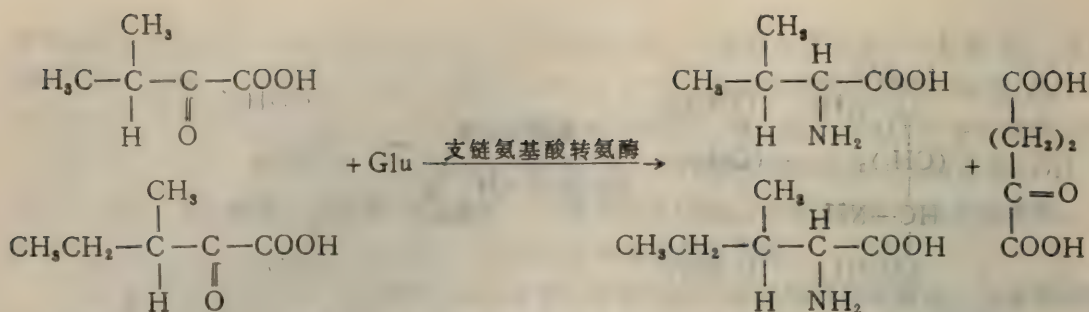 CH₃
H₃C—C—C—COOH
H O
+Glu 支链氨基酸转氨酶
CH₃
CH₃CH₂—C—C—COOH
H O
CH₃ H
CH₃—C—C—COOH
H NH₂
CH₃ H
CH₃CH₂—C—C—COOH
H NH₂
+
COOH
(CH₂)₂
C=O
COOH